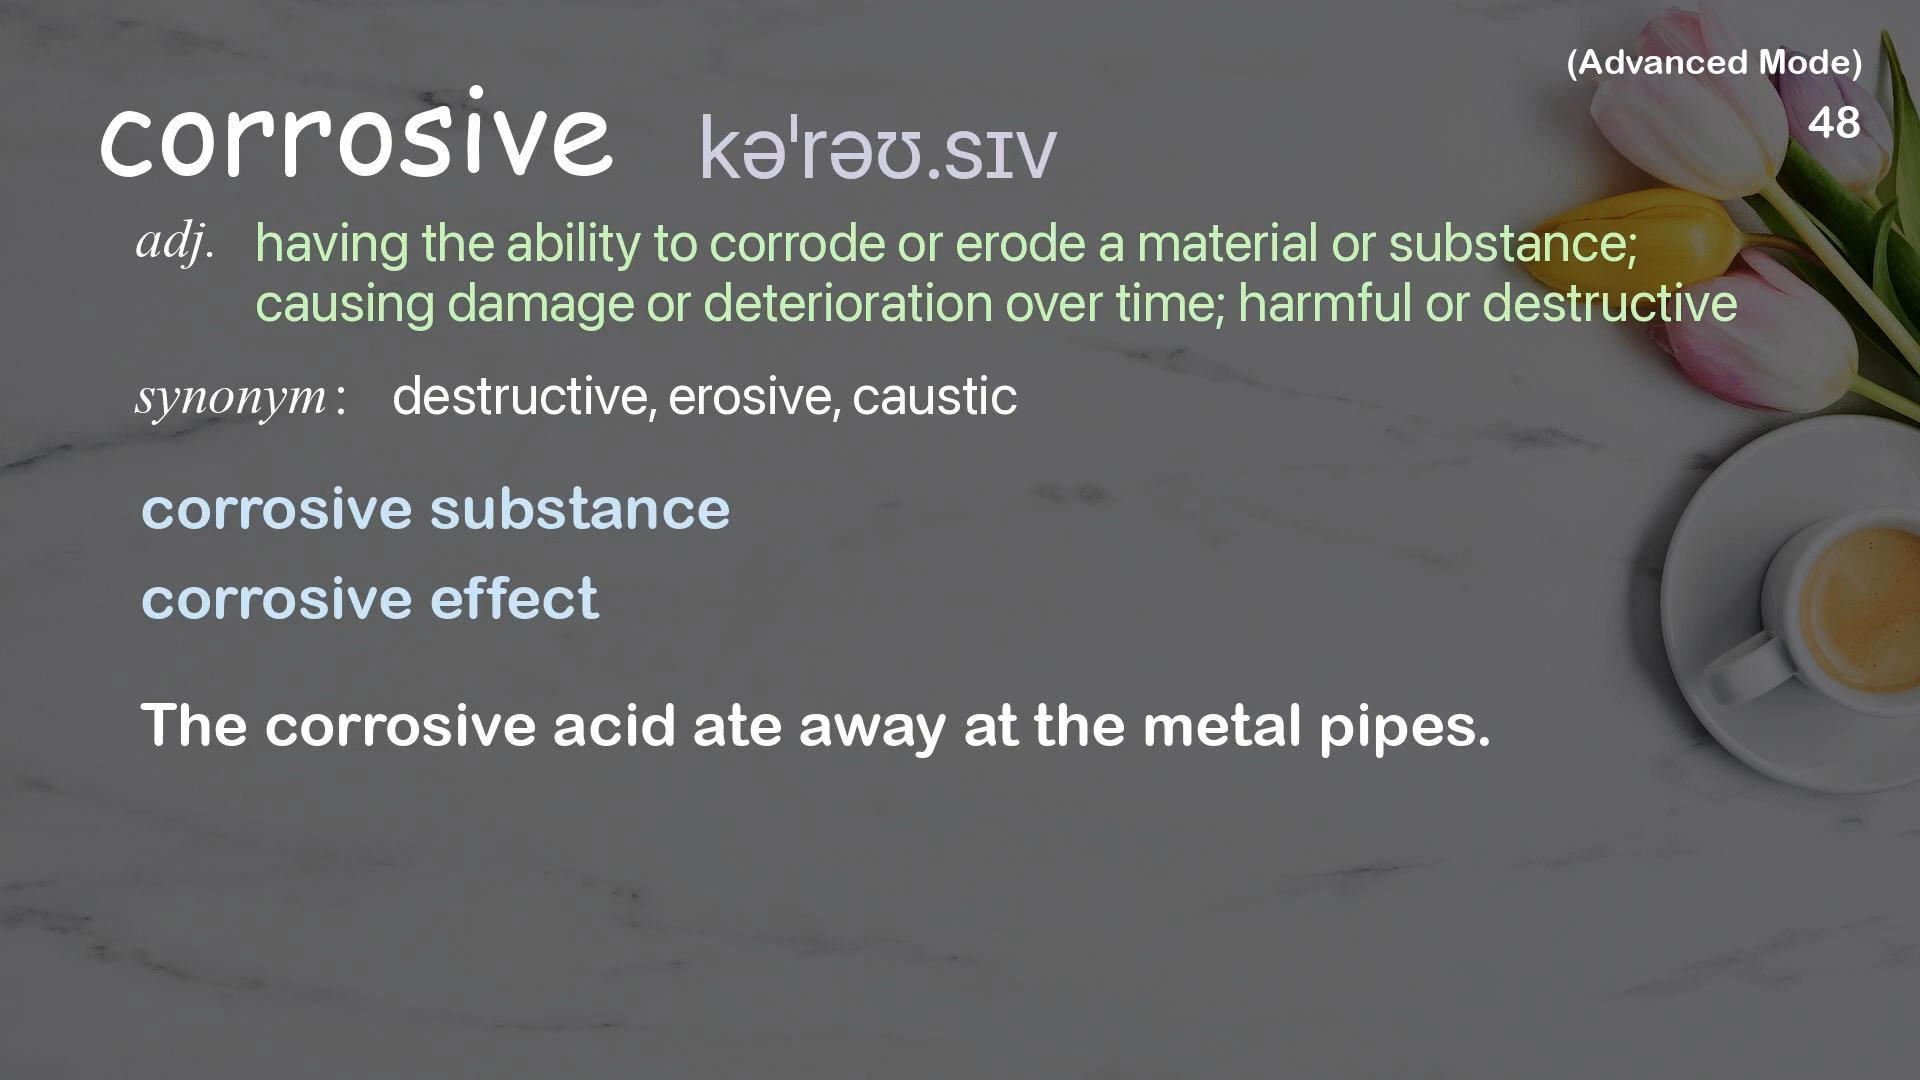 (Advanced Mode)
48
corrosive kəˈrəʊ.sɪv
adj. having the ability to corrode or erode a material or substance;
causing damage or deterioration over time; harmful or destructive
synonym: destructive, erosive, caustic
corrosive substance
corrosive effect
The corrosive acid ate away at the metal pipes.